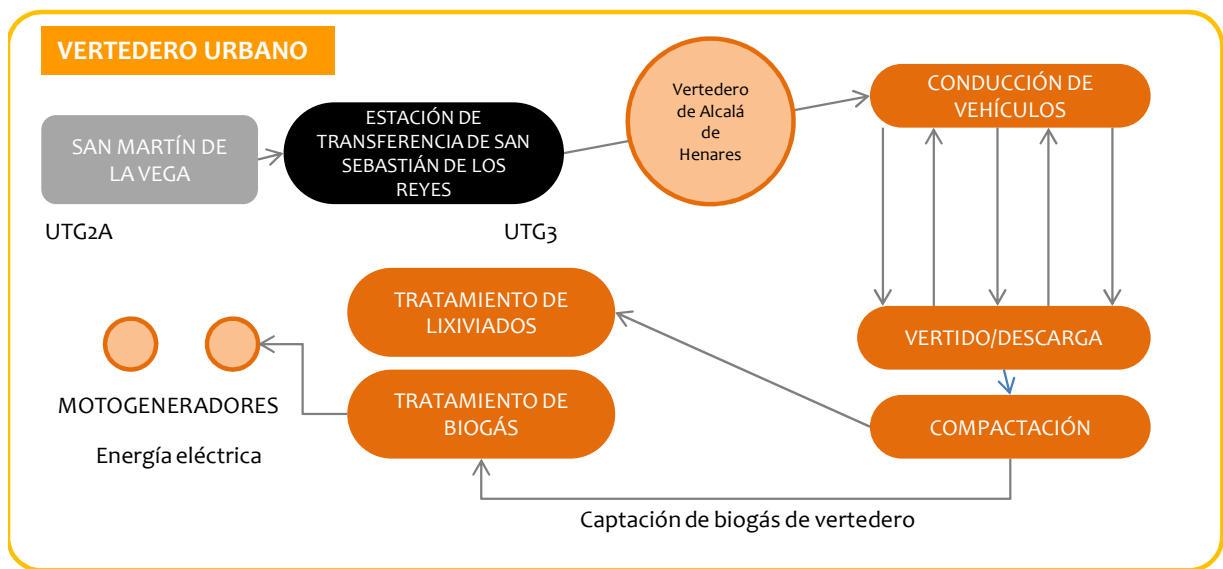 VERTEDERO URBANO
SAN MARTÍN DE
LA VEGA
UTG2A
ESTACIÓN DE
TRANSFERENCIA DE SAN
SEBASTIÁN DE LOS
REYES
UTG3
Vertedero
de Alcalá
de
Henares
CONDUCCIÓN DE
VEHÍCULOS
VERTIDO/DESCARGA
COMPACTACIÓN
TRATAMIENTO DE
LIXIVIADOS
TRATAMIENTO DE
BIOGÁS
MOTOGENERADORES
Energía eléctrica
Captación de biogás de vertedero